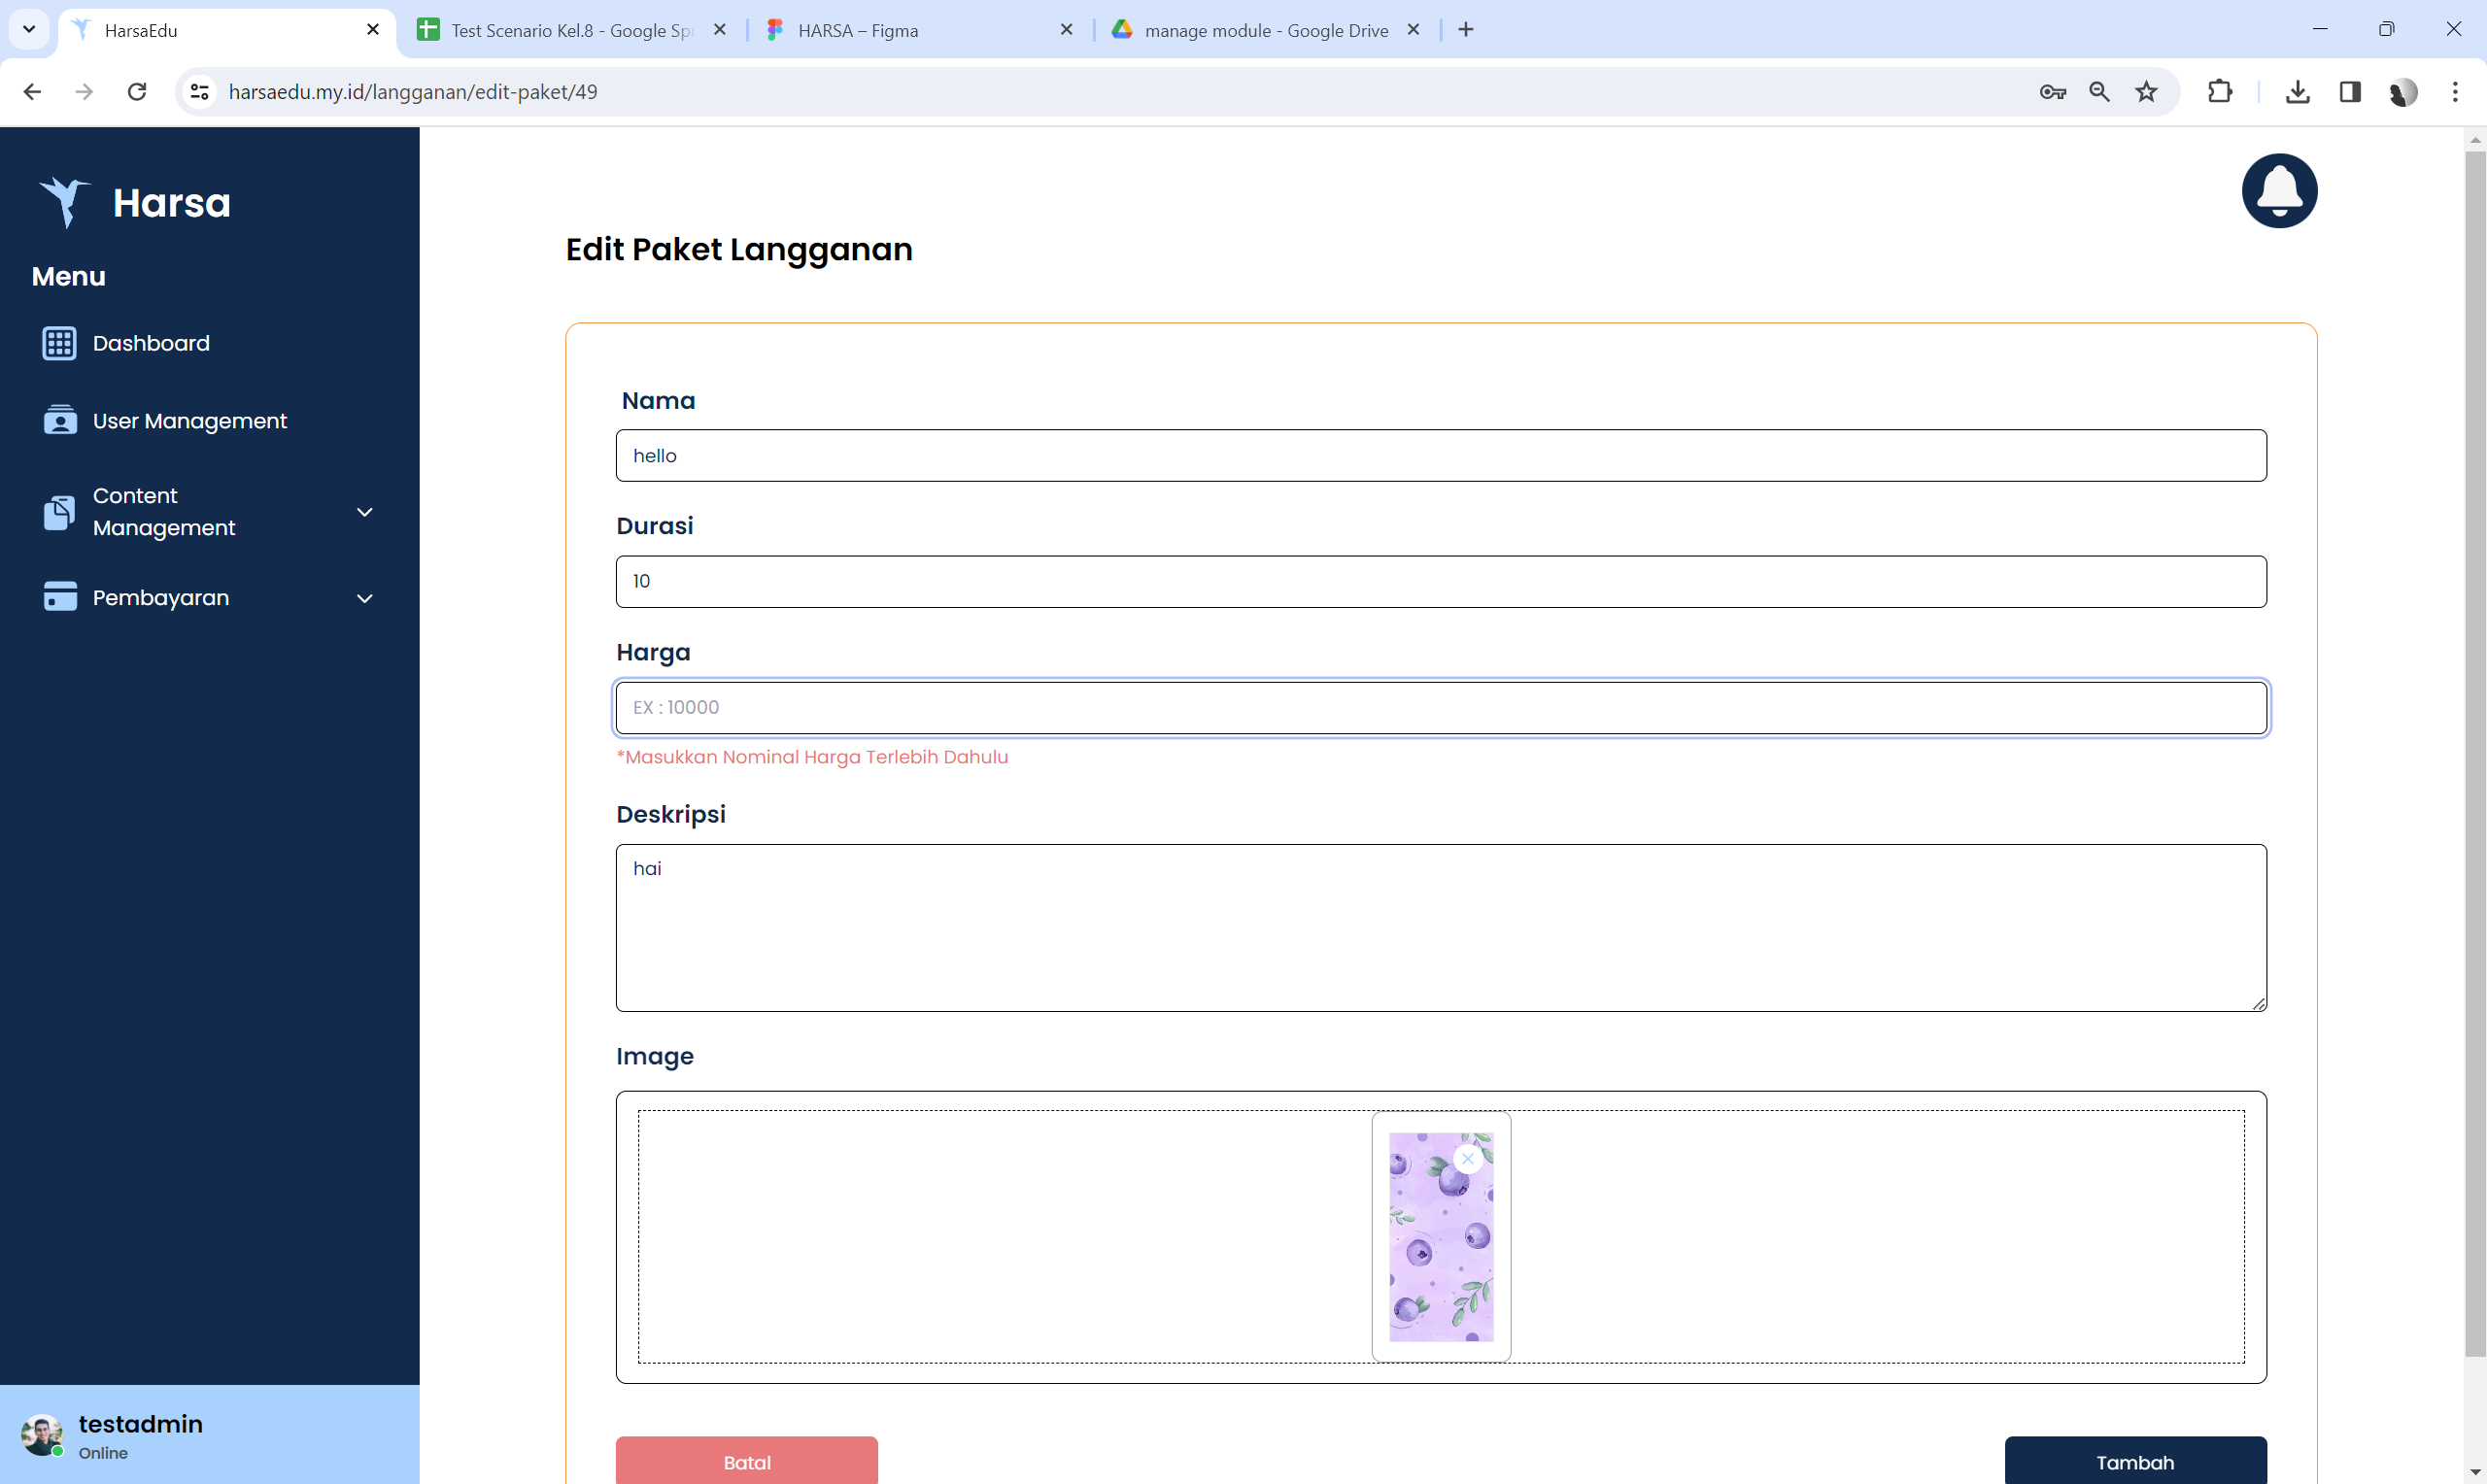 HarsaEdu
Test Scenario Kel.8 - Google Spr
HARSA – Figma
manage module - Google Drive
harsaedu.my.id/langganan/edit-paket/49
Harsa
Menu
Dashboard
User Management
Content
Management
Pembayaran
testadmin
Online
Edit Paket Langganan
Nama
hello
Durasi
10
Harga
EX : 10000
*Masukkan Nominal Harga Terlebih Dahulu
Deskripsi
hai
Image
Batal
Tambah